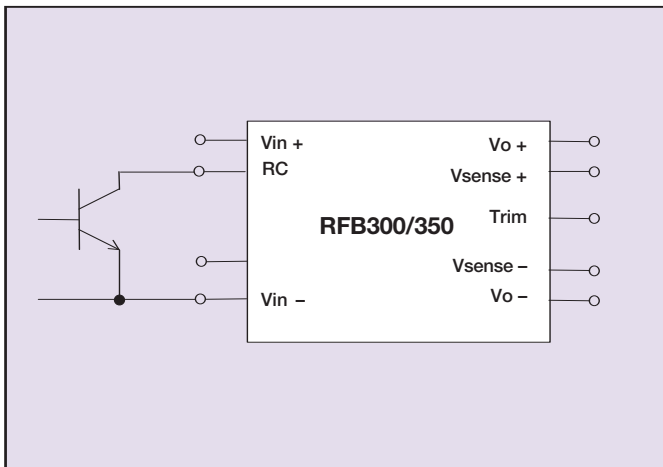 Vin +
RC
Vin –
RFB300/350
Vo +
Vsense +
Trim
Vsense –
Vo –